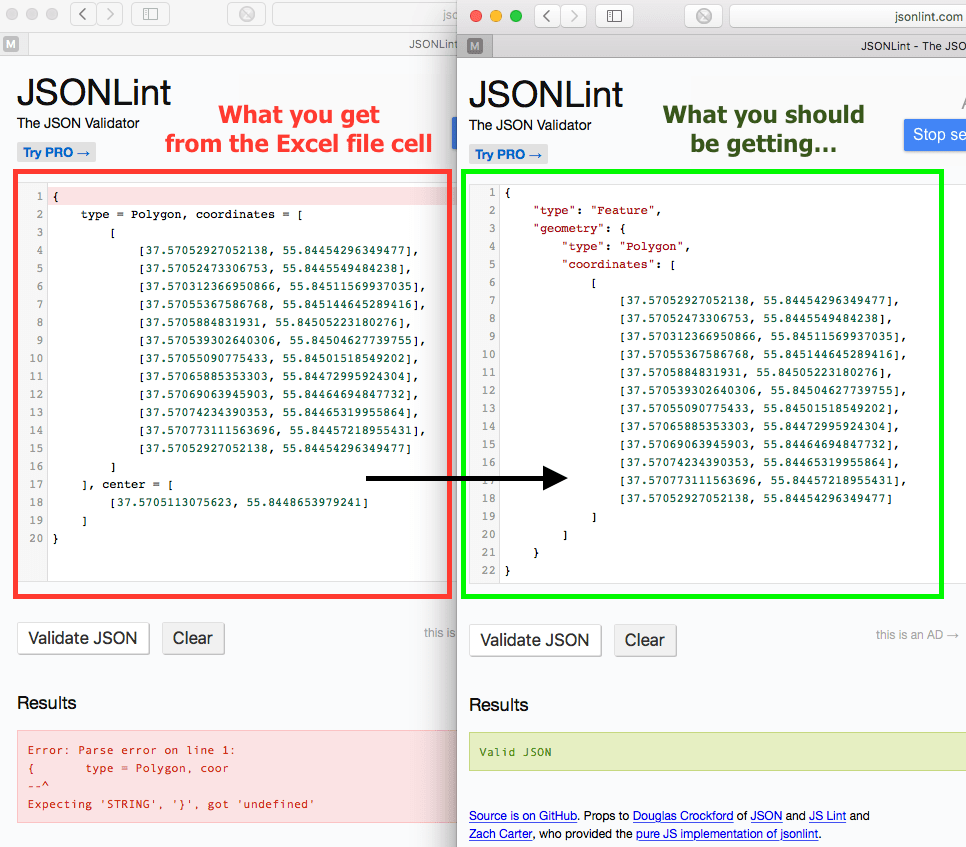 jsc
jsonlint.com
M
JSONLint
M
JSONLint - The JSO
JSONLint
The JSON Validator
Try PRO →
What you get
from the Excel file cell
1 {
2 type = Polygon, coordinates = [
3 [
4 [37.57052927052138, 55.84454296349477],
5 [37.57052473306753, 55.8445549484238],
6 [37.570312366950866, 55.84511569937035],
7 [37.57055367586768, 55.845144645289416],
8 [37.5705884831931, 55.84505223180276],
9 [37.570539302640306, 55.84504627739755],
10 [37.57055090775433, 55.84501518549202],
11 [37.57065885353303, 55.84472995924304],
12 [37.57069063945903, 55.84464694847732],
13 [37.57074234390353, 55.84465319955864],
14 [37.570773111563696, 55.84457218955431],
15 [37.57052927052138, 55.84454296349477]
16 ]
17 ], center = [
18 [37.5705113075623, 55.8448653979241]
19 ]
20 }
Validate JSON
Clear
this is
Results
Error: Parse error on line 1:
{ type = Polygon, coor
--^
Expecting 'STRING', '}', got 'undefined'
JSONLint
The JSON Validator
Try PRO →
What you should
be getting...
Stop se
1 {
2 "type": "Feature",
3 "geometry": {
4 "type": "Polygon",
5 "coordinates": [
6 [
7 [37.57052927052138, 55.84454296349477],
8 [37.57052473306753, 55.8445549484238],
9 [37.570312366950866, 55.84511569937035],
10 [37.57055367586768, 55.845144645289416],
11 [37.5705884831931, 55.84505223180276],
12 [37.570539302640306, 55.84504627739755],
13 [37.57055090775433, 55.84501518549202],
14 [37.57065885353303, 55.84472995924304],
15 [37.57069063945903, 55.84464694847732],
16 [37.57074234390353, 55.84465319955864],
17 [37.570773111563696, 55.84457218955431],
18 [37.57052927052138, 55.84454296349477]
19 ]
20 ]
21 }
22 }
Validate JSON
Clear
this is an AD →
Results
Valid JSON
Source is on GitHub. Props to Douglas Crockford of JSON and JS Lint and
Zach Carter, who provided the pure JS implementation of jsonlint.